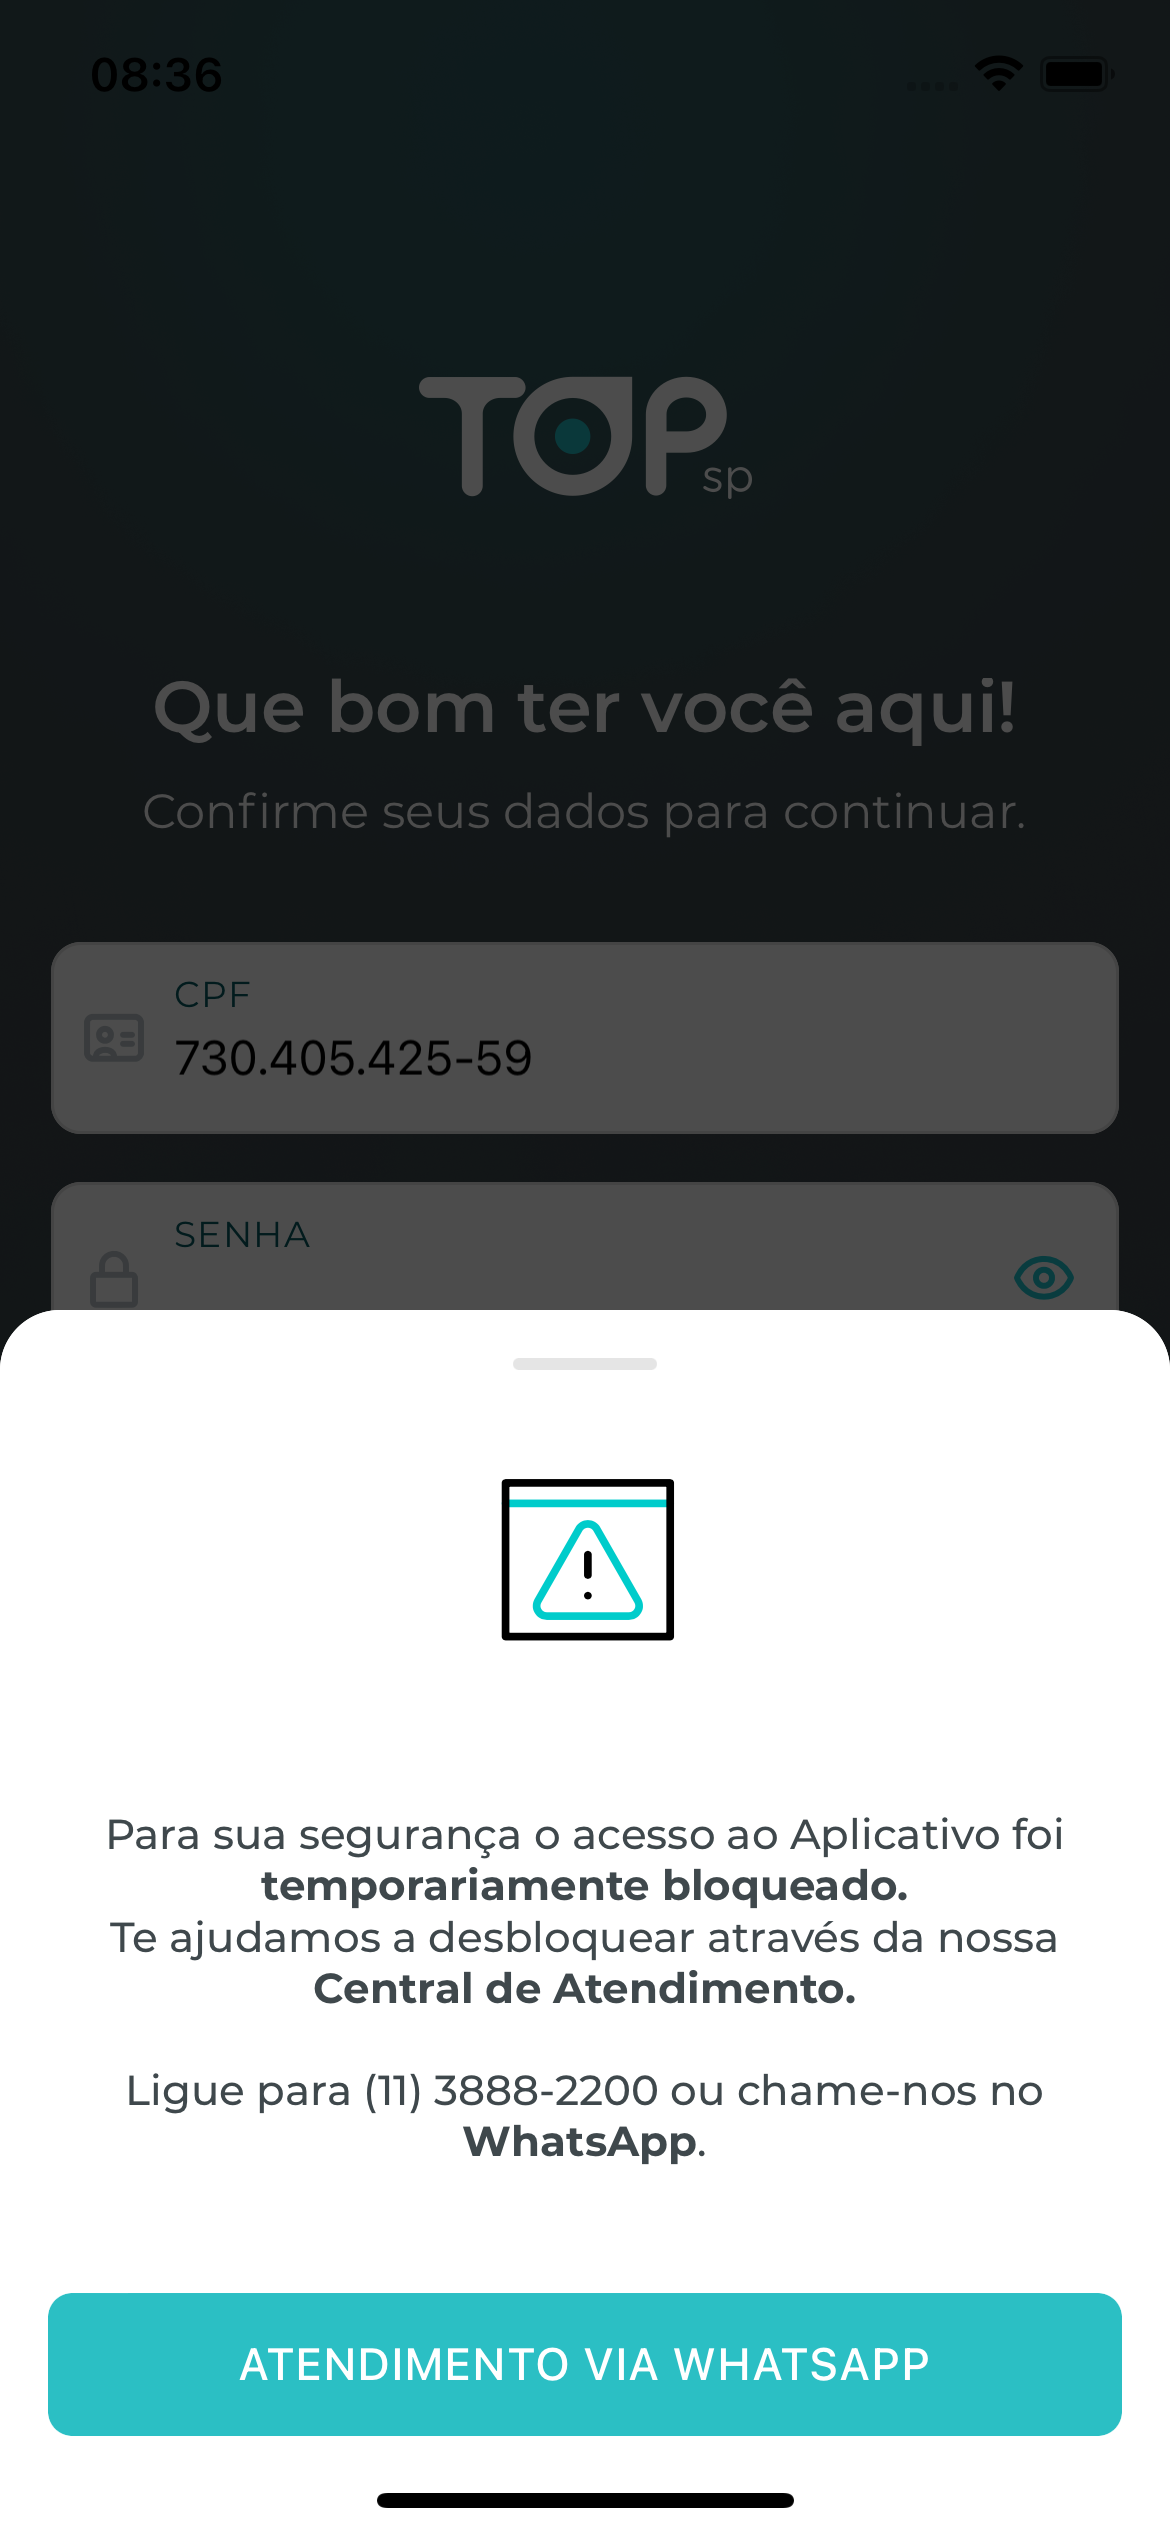 08:36
TOP
sp
Que bom ter você aqui!
Confirme seus dados para continuar.
CPF
730.405.425-59
SENHA
Para sua segurança o acesso ao Aplicativo foi
temporariamente bloqueado.
Te ajudamos a desbloquear através da nossa
Central de Atendimento.
Ligue para (11) 3888-2200 ou chame-nos no
WhatsApp.
ATENDIMENTO VIA WHATSAPP